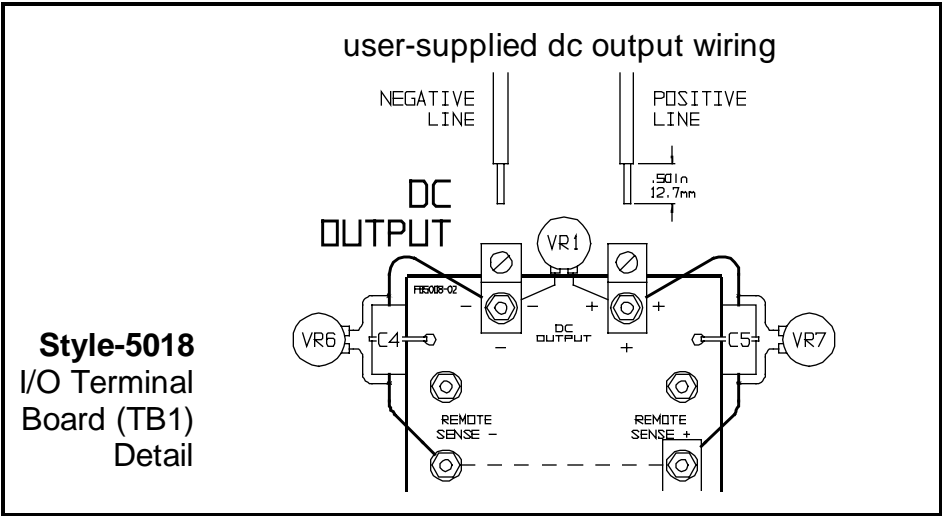 user-supplied dc output wiring
NEGATIVE
LINE
POSITIVE
LINE
.50In
12.7mm
DC
OUTPUT
VR1
FB5008-02
- - + +
DC
OUTPUT
- +
VR6
C4
C5
VR7
Style-5018
I/O Terminal
Board (TB1)
Detail
REMOTE
SENSE -
REMOTE
SENSE +